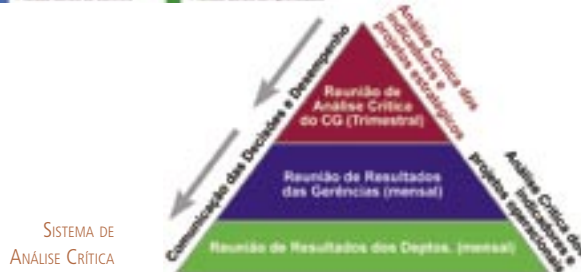 Análise Crítica dos
indicadores e
projetos estratégicos
Comunicação das Decisões e Desempenho
Reunião de
Análise Crítica
do CG (Trimestral)
Reunião de Resultados
das Gerências (mensal)
Análise Crítica dos
indicadores e
projetos operacionais
Reunião de Resultados dos Deptos. (mensal)
SISTEMA DE
ANÁLISE CRÍTICA